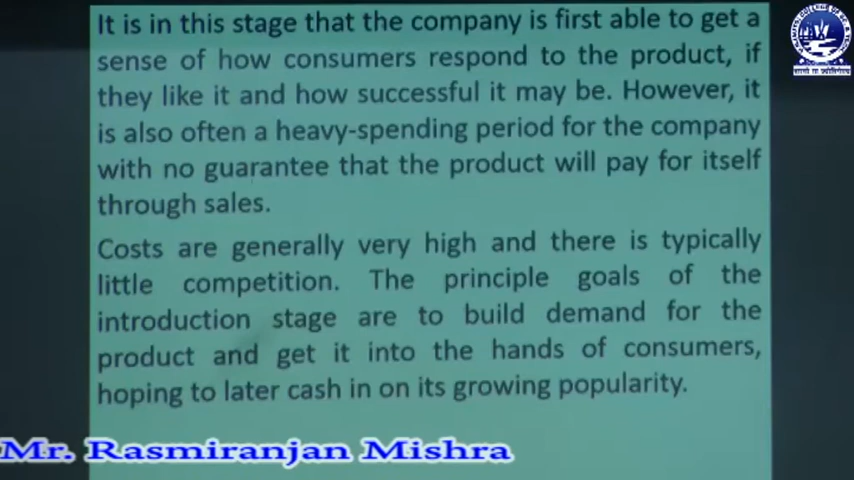 It is in this stage that the company is first able to get a
sense of how consumers respond to the product, if
they like it and how successful it may be. However, it
is also often a heavy-spending period for the company
with no guarantee that the product will pay for itself
through sales.
Costs are generally very high and there is typically
little competition. The principle goals of the
introduction stage are to build demand for the
product and get it into the hands of consumers,
hoping to later cash in on its growing popularity.
Mr. Rasmiranjan Mishra